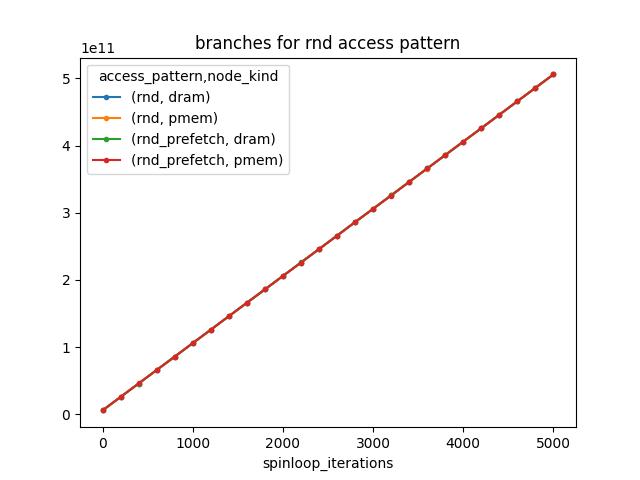 branches for rnd access pattern
1e11
access_pattern,node_kind
(rnd, dram)
(rnd, pmem)
(rnd_prefetch, dram)
(rnd_prefetch, pmem)
5
4
3
2
1
0
0 1000 2000 3000 4000 5000
spinloop_iterations